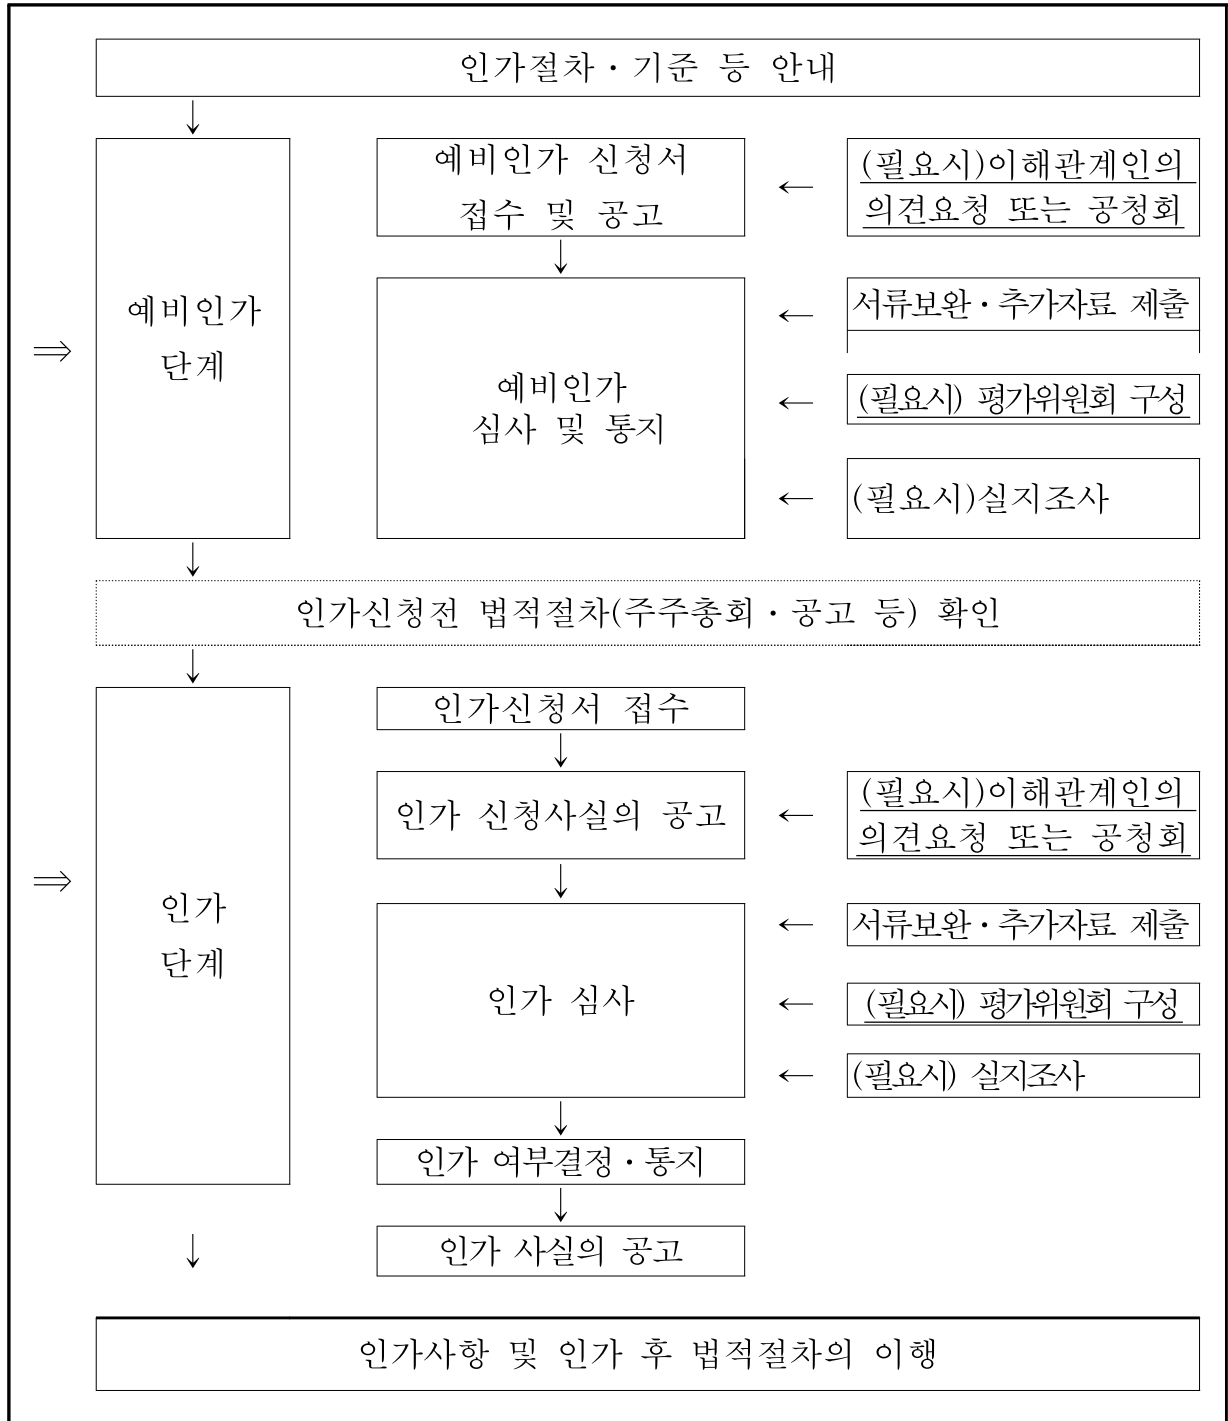 인가절차・기준 등 안내
↓
예비인가 신청서
접수 및 공고
←
(필요시)이해관계인의
의견요청 또는 공청회
↓
⇒
예비인가
단계
예비인가
심사 및 통지
←
서류보완・추가자료 제출
←
(필요시) 평가위원회 구성
←
(필요시)실지조사
↓
인가신청전 법적절차(주주총회・공고 등) 확인
↓
인가신청서 접수
↓
인가 신청사실의 공고
←
(필요시)이해관계인의
의견요청 또는 공청회
↓
⇒
인가
단계
인가 심사
←
서류보완・추가자료 제출
←
(필요시) 평가위원회 구성
←
(필요시) 실지조사
↓
인가 여부결정・통지
↓
인가 사실의 공고
↓
인가사항 및 인가 후 법적절차의 이행